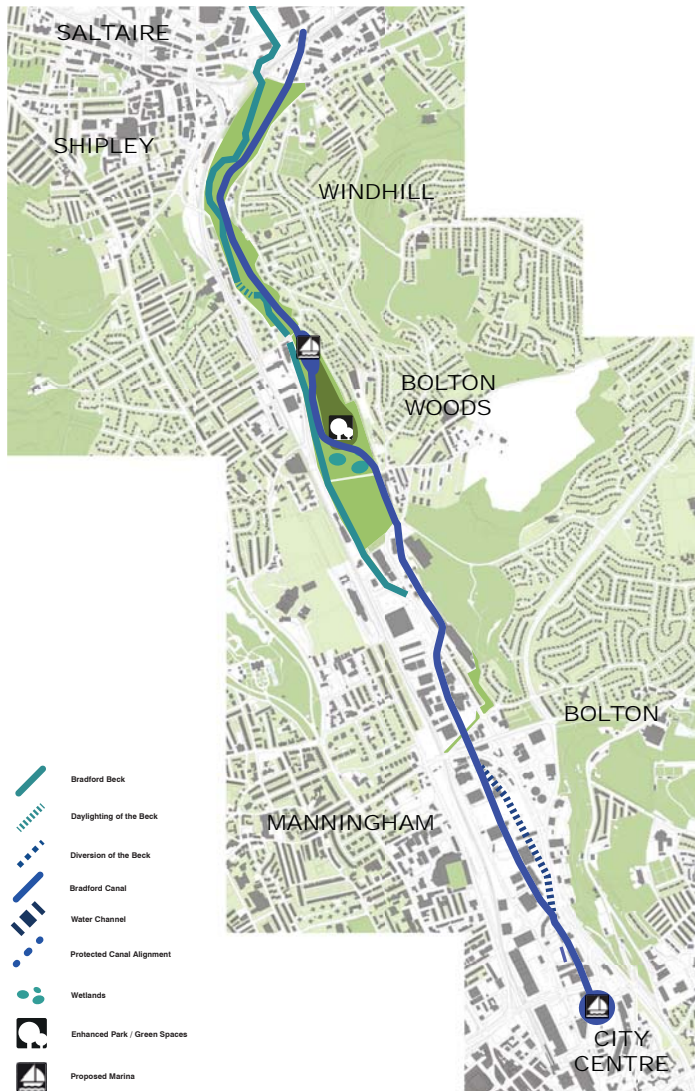 SALTAIRE
SHIPLEY
WINDHILL
BOLTON
WOODS
BOLTON
MANNINGHAM
CITY
CENTRE
Bradford Beck
Daylighting of the Beck
Diversion of the Beck
Bradford Canal
Water Channel
Protected Canal Alignment
Wetlands
Enhanced Park / Green Spaces
Proposed Marina